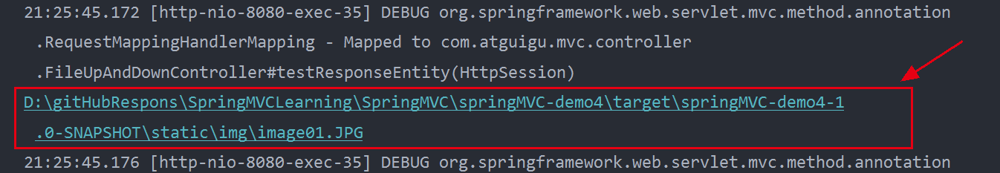 21:25:45.172 [http-nio-8080-exec-35] DEBUG org.springframework.web.servlet.mvc.method.annotation
.RequestMappingHandlerMapping - Mapped to com.atguigu.mvc.controller
.FileUpAndDownController#testResponseEntity(HttpSession)
D:\gitHubRespons\SpringMVCLearning\SpringMVC\springMVC-demo4\target\springMVC-demo4-1
.0-SNAPSHOT\static\img\image01.JPG
21:25:45.176 [http-nio-8080-exec-35] DEBUG org.springframework.web.servlet.mvc.method.annotation